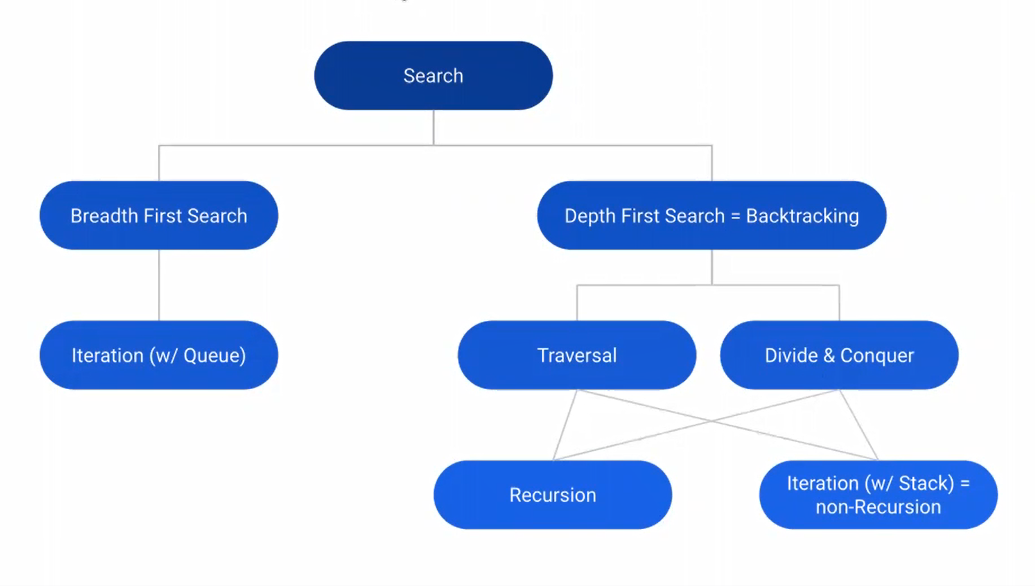 Search
Breadth First Search
Depth First Search = Backtracking
Iteration (w/ Queue)
Traversal
Divide & Conquer
Recursion
Iteration (w/ Stack) =
non-Recursion